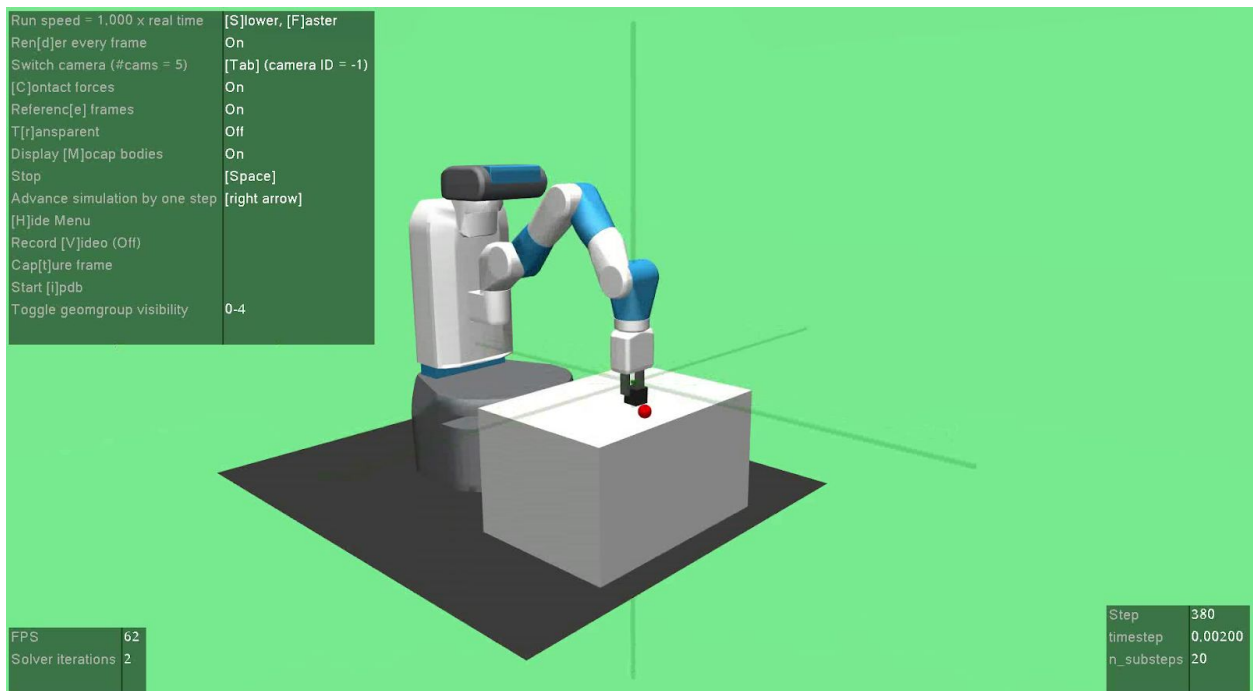 Run speed = 1.000 x real time [S]lower, [F]aster
Ren[d]er every frame On
Switch camera (#cams = 5) [Tab] (camera ID = -1)
[C]ontact forces On
Referenc[e] frames On
T[r]ansparent Off
Display [M]ocap bodies On
Stop [Space]
Advance simulation by one step [right arrow]
[H]ide Menu
Record [V]ideo (Off)
Cap[t]ure frame
Start [i]pdb
Toggle geomgroup visibility 0-4
FPS 62
Solver iterations 2
Step 380
timestep 0.00200
n_substeps 20